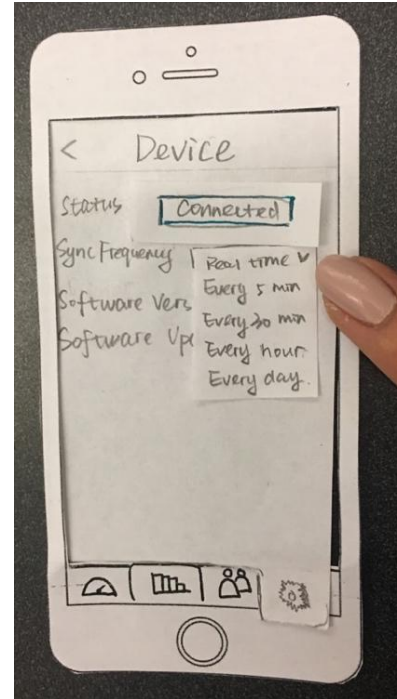 < Device
Status Connected
Sync Frequency Real time ✓
Every 5 min
Software Vers Every 30 min
Software Up Every hour
Every day.